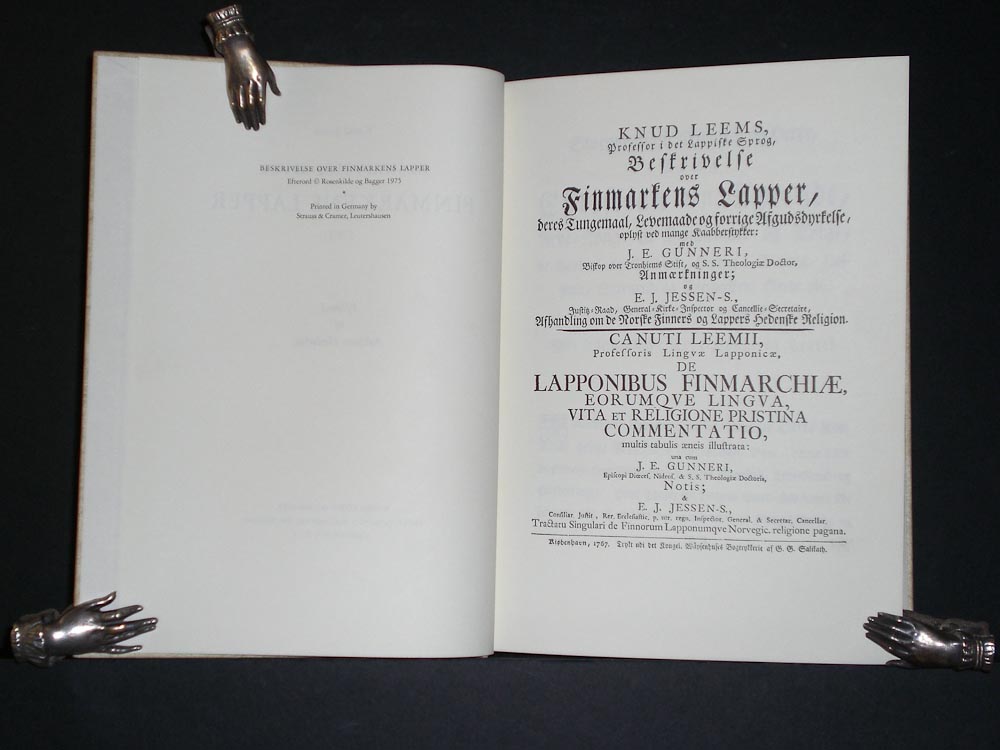 BESKRIVELSE OVER FINMARKENS LAPPER
Efterord © Rosenkilde og Bagger 1975
*
Printed in Germany by
Strauss & Cramer, Leutershausen
KNUD LEEMS,
Professor i det Lappiske Sprog,
Beskrivelse
over
Finmarkens Lapper,
deres Tungemaal, Levemaade og forrige Afgudsdyrkelse,
oplyst ved mange Kaabberstykker:
med
J. E. GUNNERI,
Biskop over Tronhiems Stift, og S. S. Theologiæ Doctor,
Anmærkninger;
og
E. J. JESSEN-S.,
Justitz-Raad, General-Kirke-Inspector og Cancellie-Secretaire,
Afhandling om de Norske Finners og Lappers Hedenske Religion.
CANUTI LEEMII,
Professoris Lingvæ Lapponicæ,
DE
LAPPONIBUS FINMARCHIÆ,
EORUMQVE LINGVA,
VITA ET RELIGIONE PRISTINA
COMMENTATIO,
multis tabulis æneis illustrata:
una cum
J. E. GUNNERI,
Episcopi Diœces. Nidros. & S. S. Theologiæ Doctoris,
Notis;
&
E. J. JESSEN-S.,
Consiliar. Justit., Rer. Ecclesiastic. p. utr. regn. Inspector. General. & Secretar. Cancellar.
Tractatu Singulari de Finnorum Lapponumqve Norvegic. religione pagana.
Kiøbenhavn, 1767. Trykt udi det Kongel. Wäysenhuses Bogtrykkerie af G. G. Salikath.